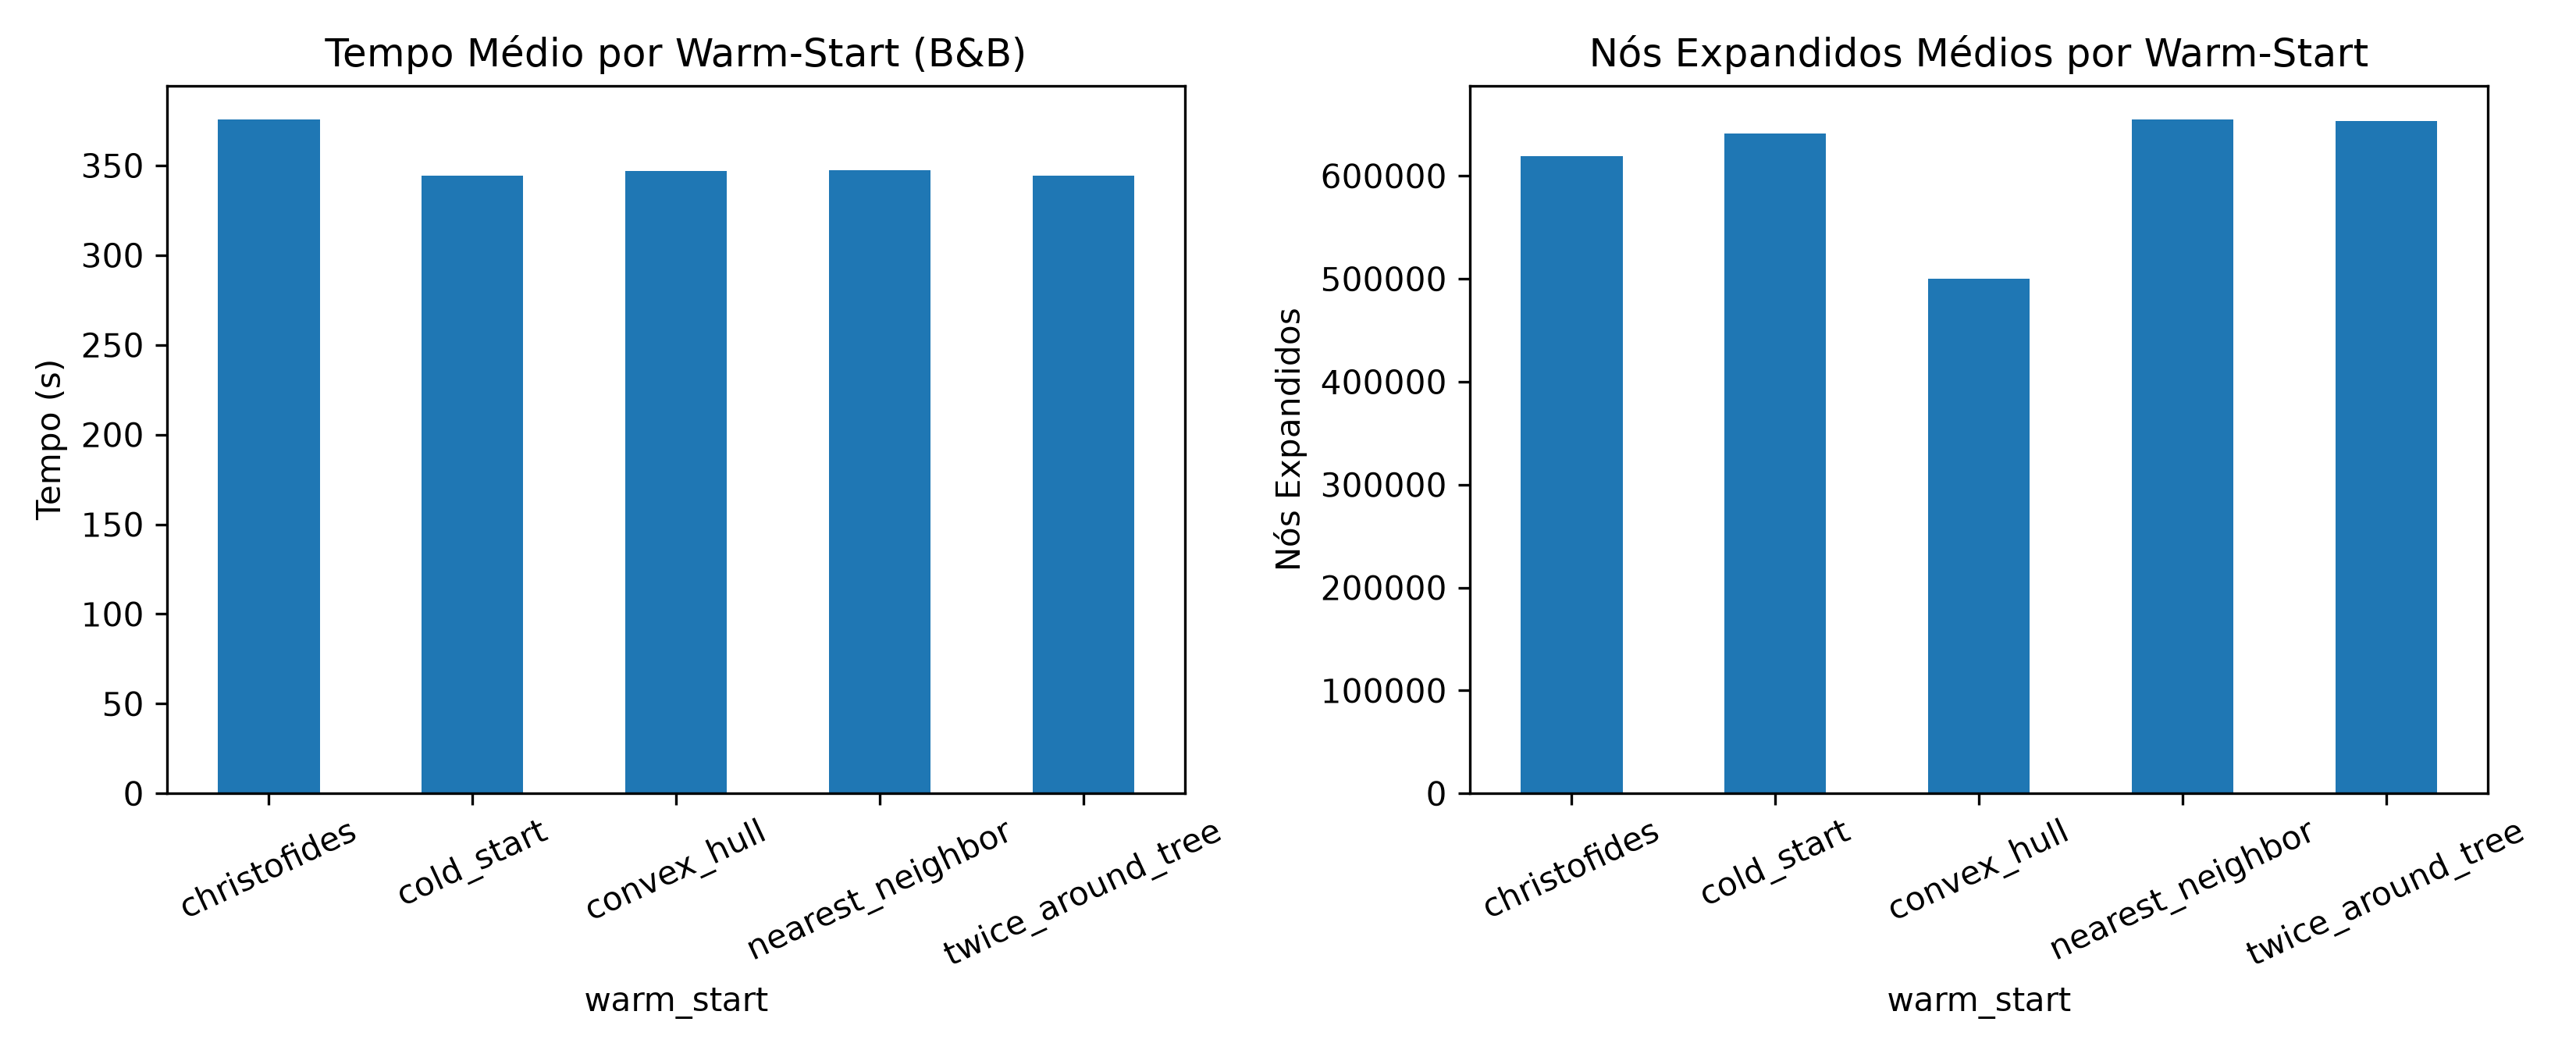 Tempo Médio por Warm-Start (B&B)
Tempo (s)
350
300
250
200
150
100
50
0
christofides
cold_start
convex_hull
nearest_neighbor
twice_around_tree
warm_start
Nós Expandidos Médios por Warm-Start
Nós Expandidos
600000
500000
400000
300000
200000
100000
0
christofides
cold_start
convex_hull
nearest_neighbor
twice_around_tree
warm_start